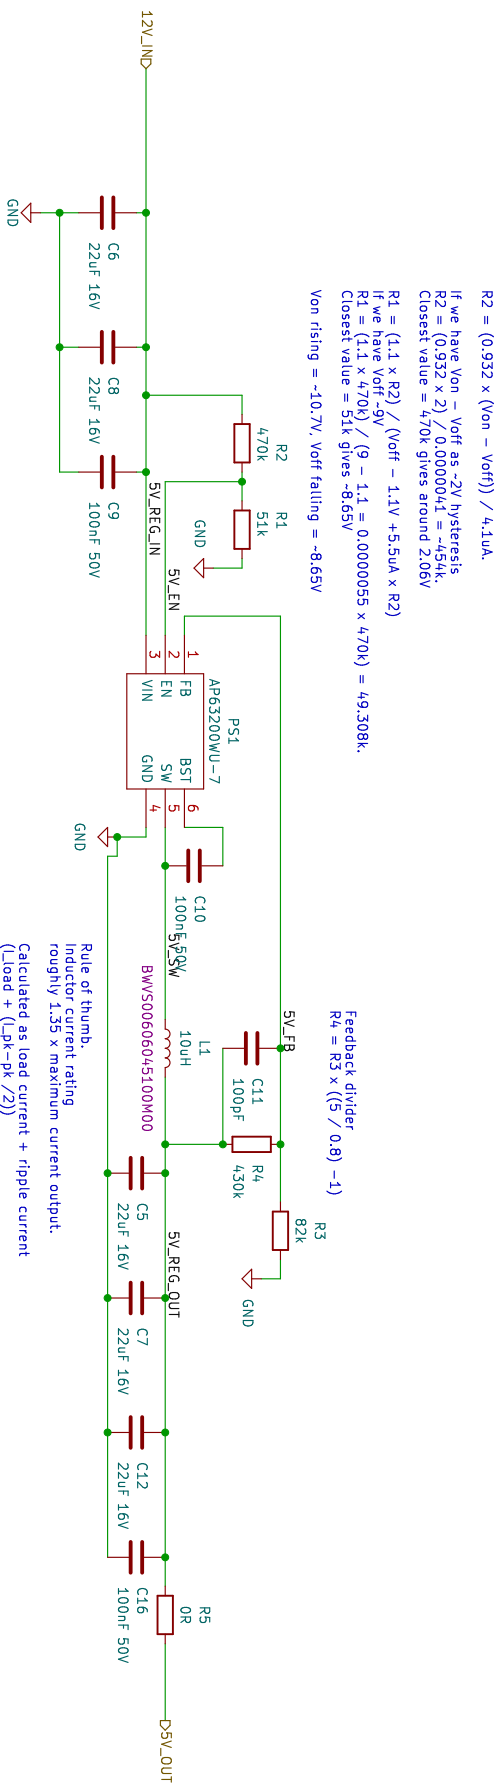 R2 = (0.932 x (Von - Voff)) / 4.1uA.
If we have Von - Voff as ~2V hysteresis
R2 = (0.932 x 2) / 0.0000041 = ~454k.
Closest value = 470k gives around 2.06V
R1 = (1.1 x R2) / (Voff - 1.1V +5.5uA x R2)
If we have Voff ~9V
R1 = (1.1 x 470k) / (9 - 1.1 = 0.0000055 x 470k) = 49.308k.
Closest value = 51k gives ~8.65V
Von rising = ~10.7V, Voff falling = ~8.65V
Feedback divider
R4 = R3 x ((5 / 0.8) -1)
12V_IN
GND
C6
22uF 16V
C8
22uF 16V
C9
100nF 50V
R2
470k
R1
51k
GND
5V_REG_IN
5V_EN
PS1
AP63200WU-7
1
2
3
FB
EN
VIN
BST
SW
GND
6
5
4
GND
C10
100nF 50V
5V_SW
L1
10uH
BWVS00606045100M00
5V_FB
C11
100pF
R4
430k
R3
82k
GND
5V_REG_OUT
C5
22uF 16V
C7
22uF 16V
C12
22uF 16V
C16
100nF 50V
R5
0R
5V_OUT
Rule of thumb.
Inductor current rating
roughly 1.35 x maximum current output.
Calculated as load current + ripple current
(I_load + (I_pk-pk /2))